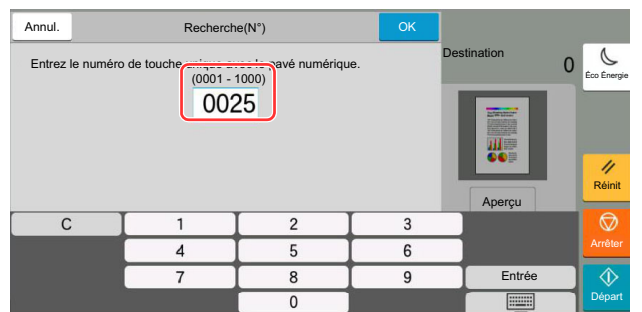 Annul.
Recherche(N°)
OK
Entrez le numéro de touche unique avec le pavé numérique.
(0001 - 1000)
0025
Destination
0
Éco Énergie
Aperçu
Réinit
C
1
2
3
Arrêter
4
5
6
7
8
9
Entrée
0
Départ